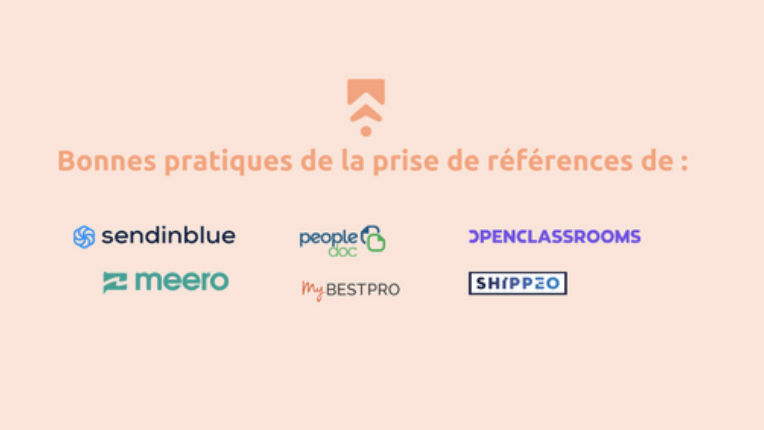 Bonnes pratiques de la prise de références de :
sendinblue
people
doc
OPENCLASSROOMS
meero
My BESTPRO
SHIPPEO